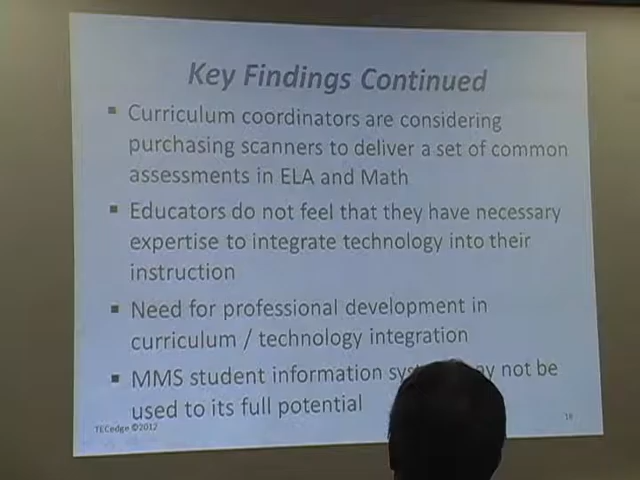 Key Findings Continued
▪ Curriculum coordinators are considering
purchasing scanners to deliver a set of common
assessments in ELA and Math
▪ Educators do not feel that they have necessary
expertise to integrate technology into their
instruction
▪ Need for professional development in
curriculum / technology integration
▪ MMS student information not be
used to its full potential
TECedge ©2012